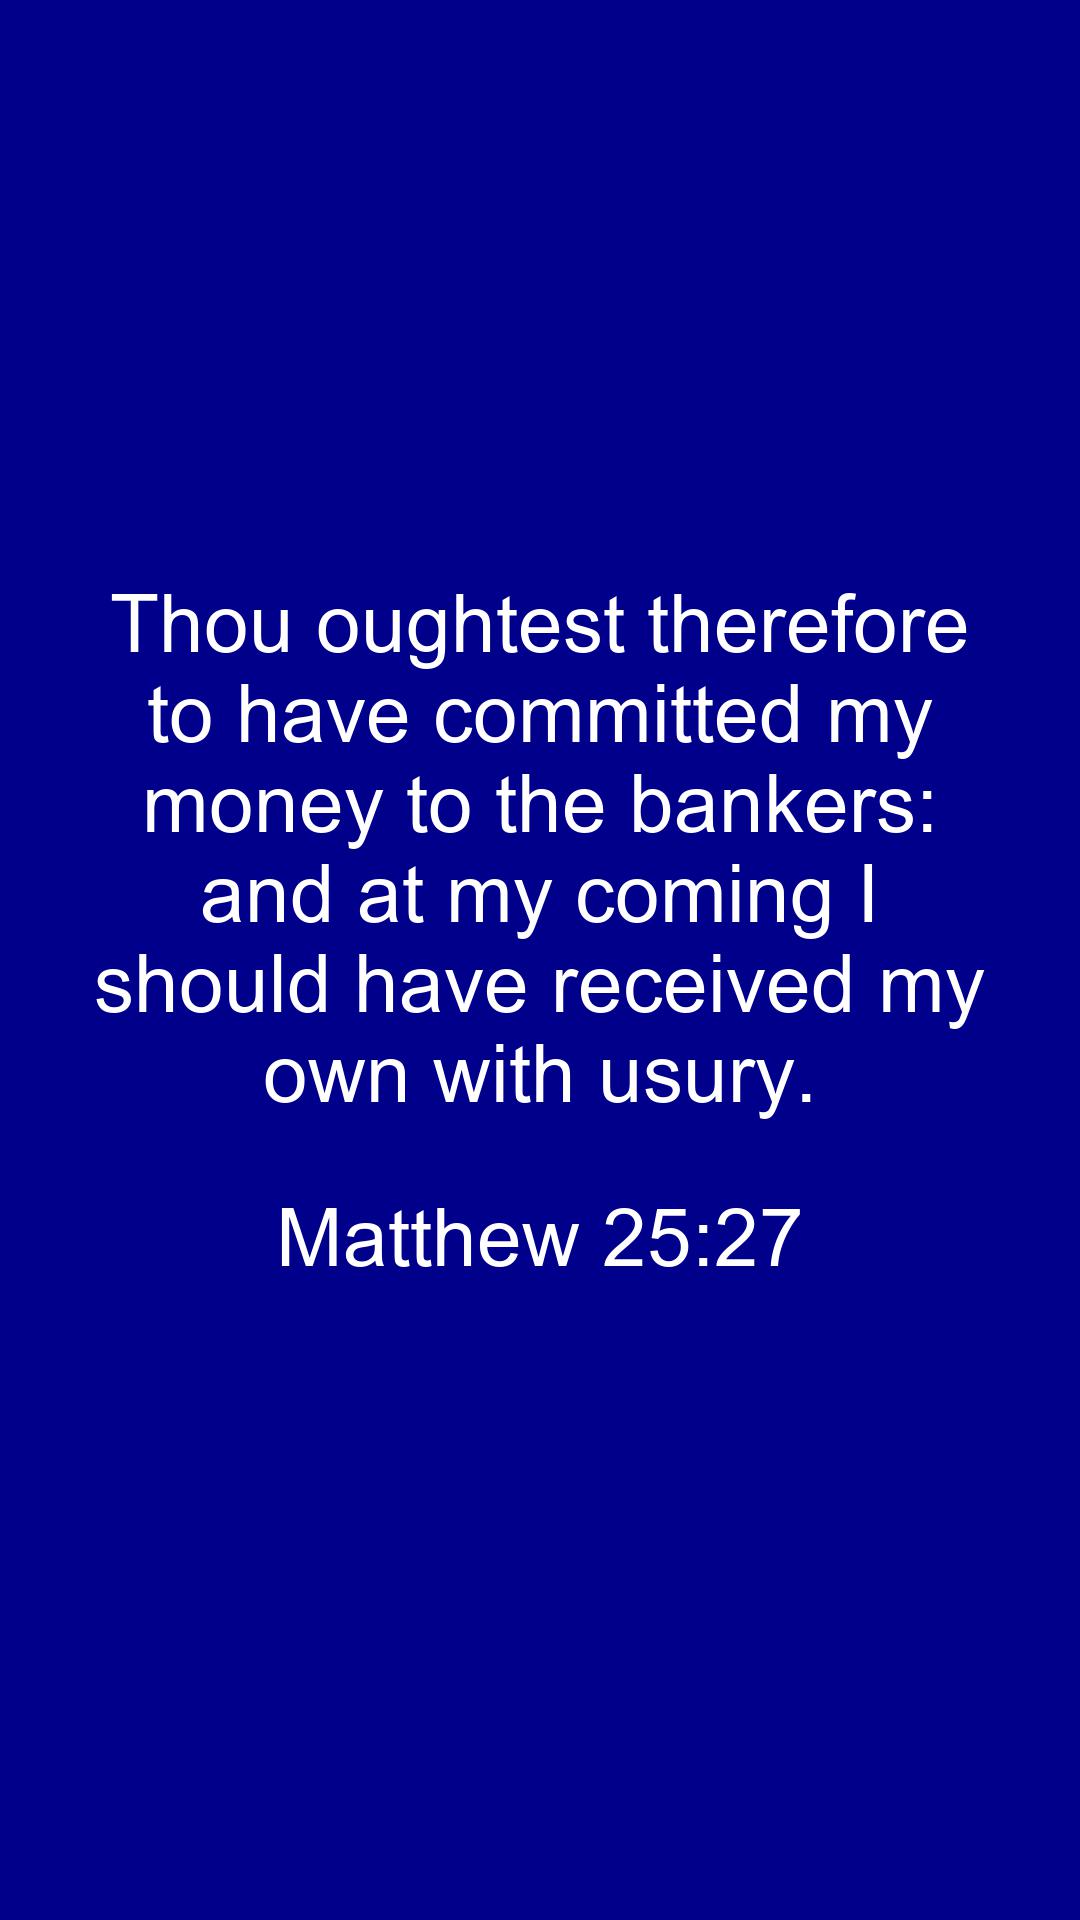 Thou oughtest therefore
to have committed my
money to the bankers:
and at my coming I
should have received my
own with usury.
Matthew 25:27